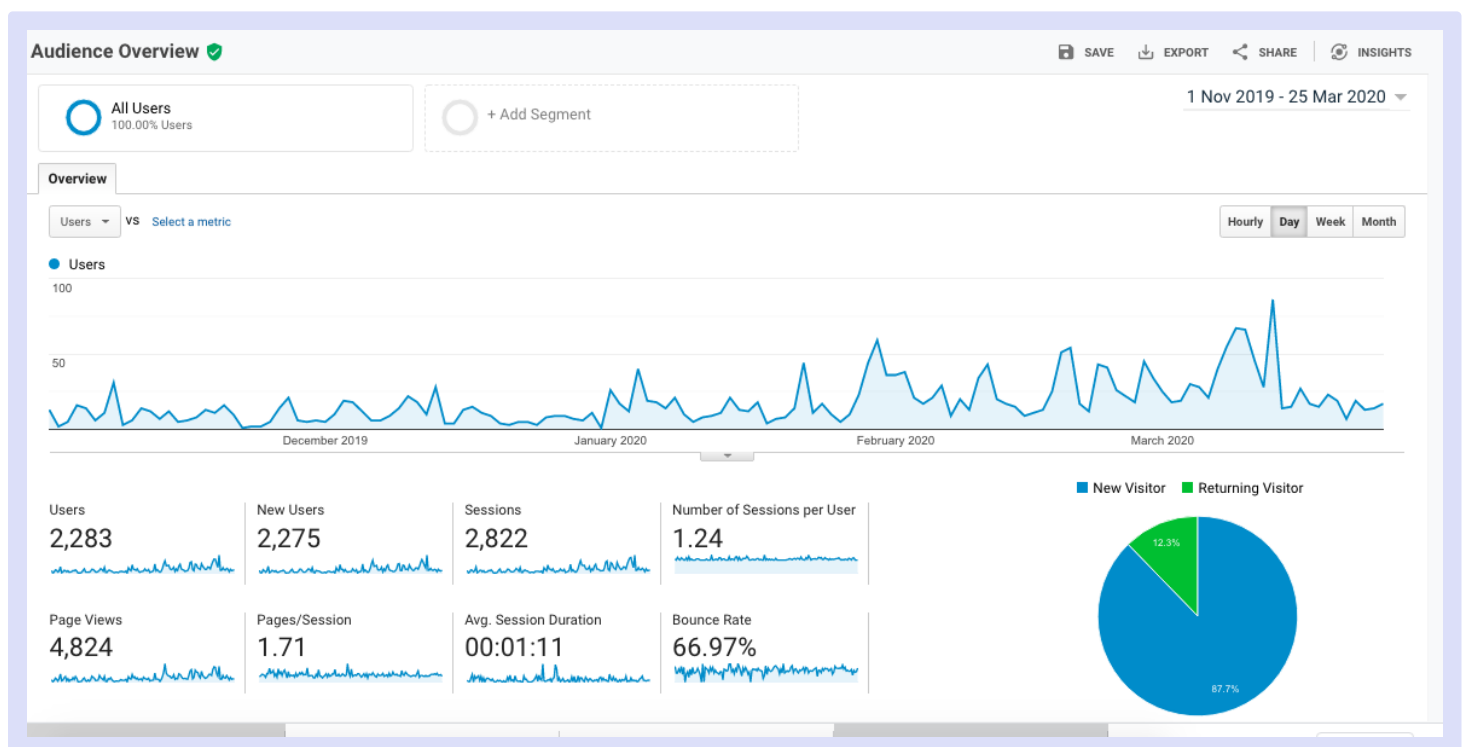 Audience Overview
SAVE EXPORT SHARE INSIGHTS
All Users
100.00% Users
+ Add Segment
1 Nov 2019 - 25 Mar 2020
Overview
Users VS Select a metric
Hourly Day Week Month
Users
100
50
December 2019 January 2020 February 2020 March 2020
New Visitor Returning Visitor
Users New Users Sessions Number of Sessions per User
2,283 2,275 2,822 1.24
12.3%
Page Views Pages/Session Avg. Session Duration Bounce Rate
4,824 1.71 00:01:11 66.97%
87.7%